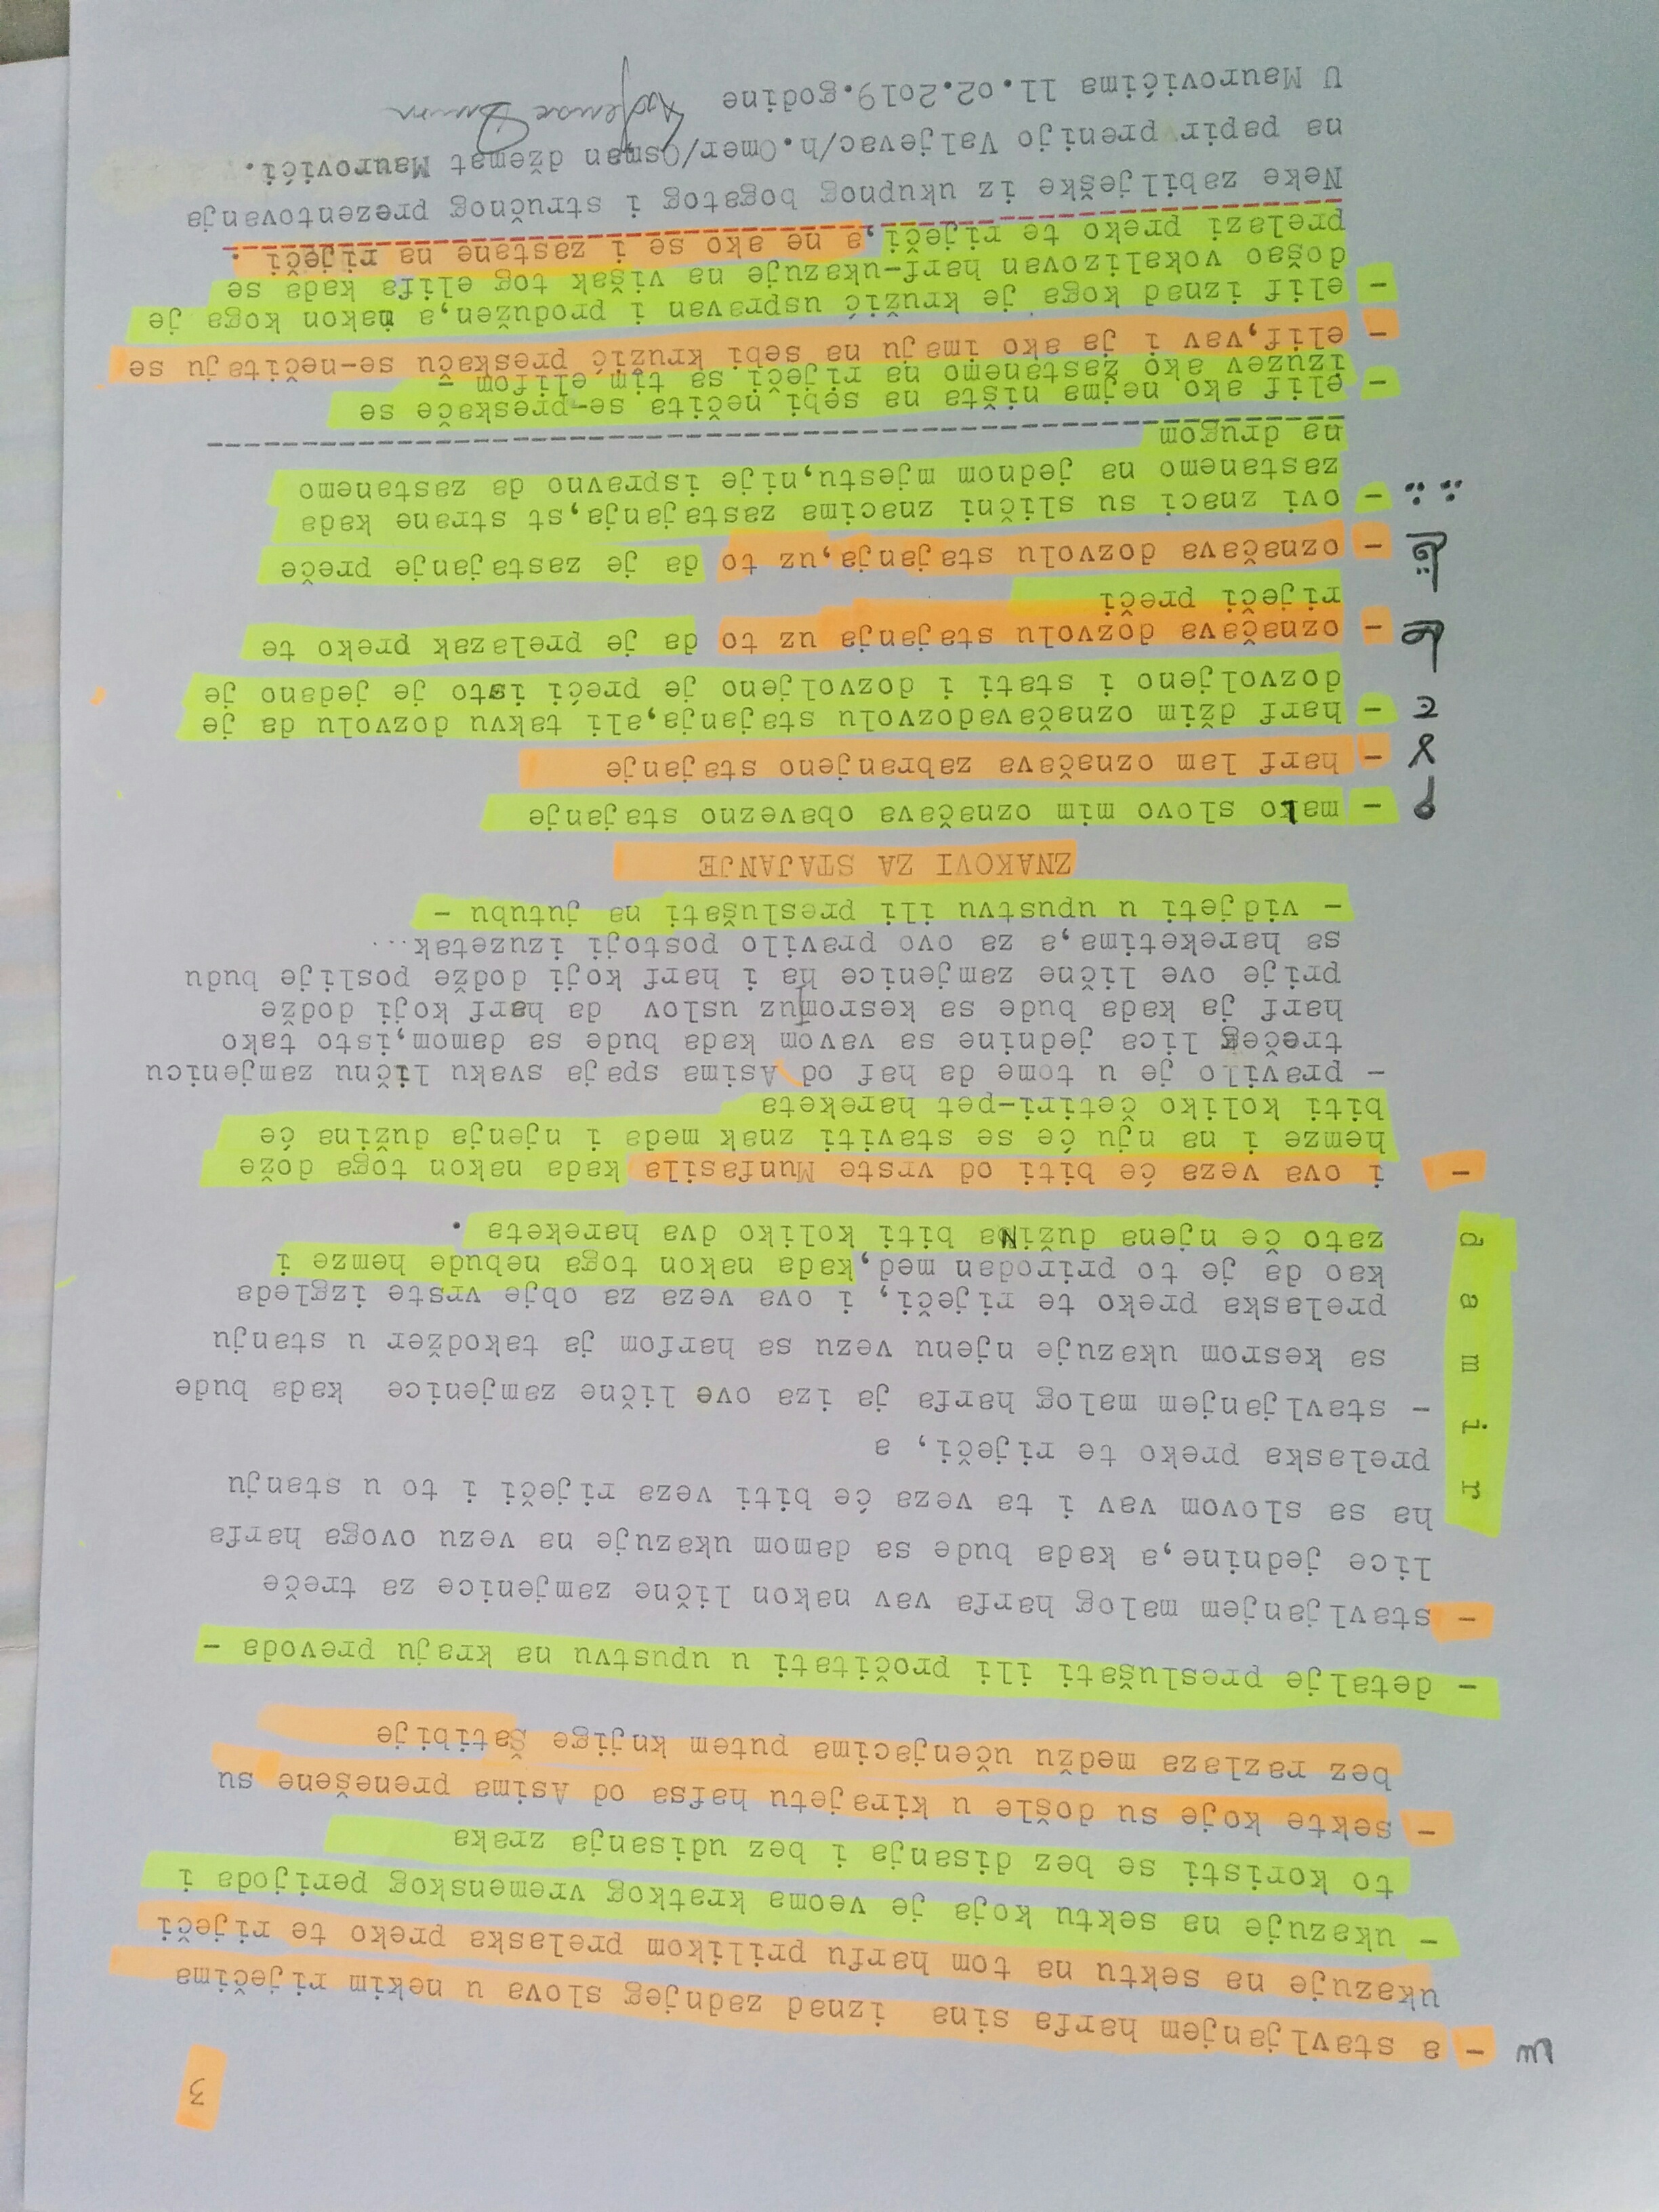 3
س - a stavljanjem harfa sina iznad zadnjeg slova u nekim riječima
ukazuje na sektu na tom harfu prilikom prelaska preko te riječi
- ukazuje na sektu koja je veoma kratkog vremenskog perijoda i
to koristi se bez disanja i bez udisanja zraka
- sekte koje su došle u kirajetu hafsa od Asima prenešene su
bez razlaza medžu učenjacima putem knjige Šatibije
- detalje preslušati ili pročitati u upustvu na kraju prevoda -
- stavljanjem malog harfa vav nakon lične zamjenice za treče
lice jednine,a kada bude sa damom ukazuje na vezu ovoga harfa
ha sa slovom vav i ta veza će biti veza riječi i to u stanju
prelaska preko te riječi, a
damir
- stavljanjem malog harfa ja iza ove lične zamjenice kada bude
sa kesrom ukazuje njenu vezu sa harfom ja takodžer u stanju
prelaska preko te riječi, i ova veza za obje vrste izgleda
kao da je to prirodan med,kada nakon toga nebude hemze i
zato če njena dužiNa biti koliko dva hareketa .
- i ova veza će biti od vrste Munfasila kada nakon toga dože
hemze i na nju će se staviti znak meda i njenja dužina će
biti koliko četiri-pet hareketa
- pravilo je u tome da haf od Asima spaja svaku ličnu zamjenicu
trečeg lica jednine sa vavom kada bude sa damom,isto tako
harf ja kada bude sa kesrom uz uslov da harf koji dodže
prije ove lične zamjenice ha i harf koji dodže poslije budu
sa hareketima,a za ovo pravilo postoji izuzetak...
- vidjeti u upustvu ili preslušati na jutubu -
ZNAKOVI ZA STAJANJE
م - malo slovo mim označava obavezno stajanje
لا - harf lam označava zabranjeno stajanje
ج - harf džim označavadozvolu stajanja,ali takvu dozvolu da je
dozvoljeno i stati i dozvoljeno je preći isto je jedano je
صلے - označava dozvolu stajanja uz to da je prelazak preko te
riječi preči
قلے - označava dozvolu stajanja,uz to da je zastajanje preče
∴ ∴ - ovi znaci su slični znacima zastajanja,st strane kada
zastanemo na jednom mjestu,nije ispravno da zastanemo
na drugom
- elif ako nejma ništa na sebi nečita se-preskače se
izuzev ako zastanemo na riječi sa tim elifom -
- elif,vav i ja ako imaju na sebi kružić preskaču se-nečitaju se
- elif iznad koga je kružić uspravan i produžen,a nakon koga je
došao vokalizovan harf-ukazuje na višak tog elifa kada se
prelazi preko te riječi,a ne ako se i zastane na riječi .
Neke zabilješke iz ukupnog bogatog i stručnog prezentovanja
na papir prenijo Valjevac/h.Omer/Osman džemat Maurovići.
U Maurovićima 11.o2.2o19.godine